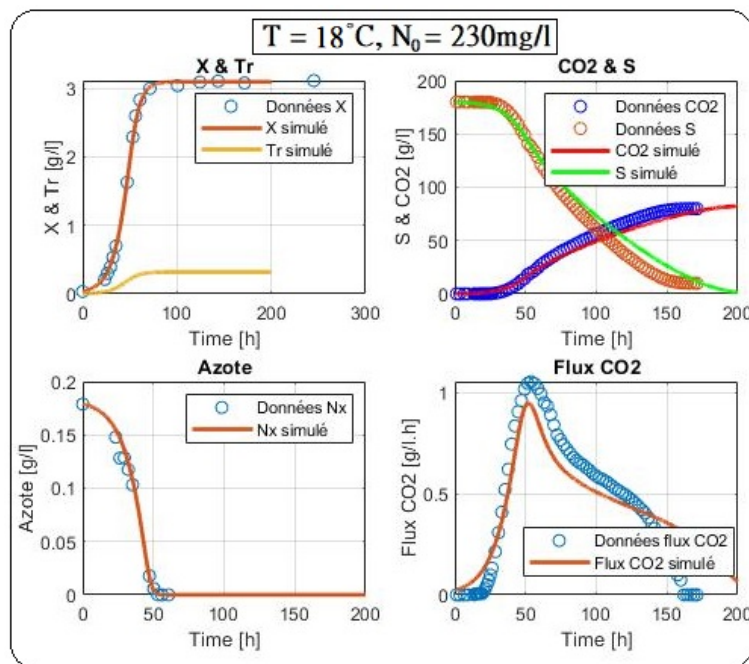 T = 18°C, N₀ = 230mg/l
X & Tr
3
2
1
0
0
100
200
300
X & Tr [g/l]
Time [h]
Données X
X simulé
Tr simulé
CO2 & S
200
150
100
50
0
0
50
100
150
200
S & CO2 [g/l]
Time [h]
Données CO2
Données S
CO2 simulé
S simulé
Azote
0.2
0.15
0.1
0.05
0
0
50
100
150
200
Azote [g/l]
Time [h]
Données Nx
Nx simulé
Flux CO2
1
0.5
0
0
50
100
150
200
Flux CO2 [g/l.h]
Time [h]
Données flux CO2
Flux CO2 simulé